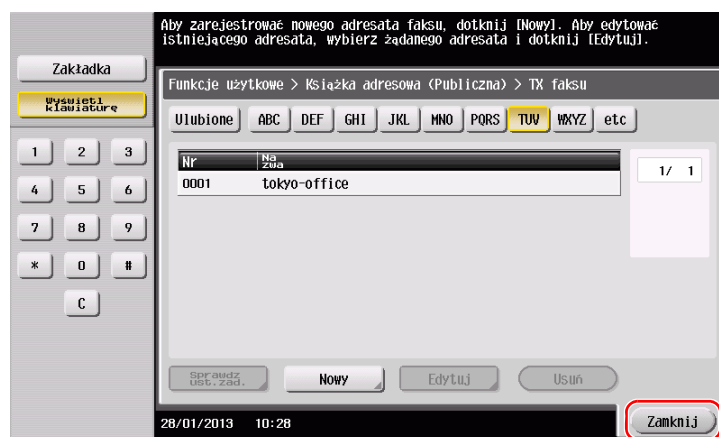 Aby zarejestrować nowego adresata faksu, dotknij [Nowy]. Aby edytować
istniejącego adresata, wybierz żądanego adresata i dotknij [Edytuj].
Zakładka
Wyświetl
klawiaturę
1 2 3
4 5 6
7 8 9
* 0 #
C
Funkcje użytkowe > Książka adresowa (Publiczna) > TX faksu
Ulubione ABC DEF GHI JKL MNO PQRS TUV WXYZ etc
Nr Na
zwa
0001 tokyo-office
1/ 1
Sprawdz
ust.zad.
Nowy Edytuj Usuń
28/01/2013 10:28
Zamknij